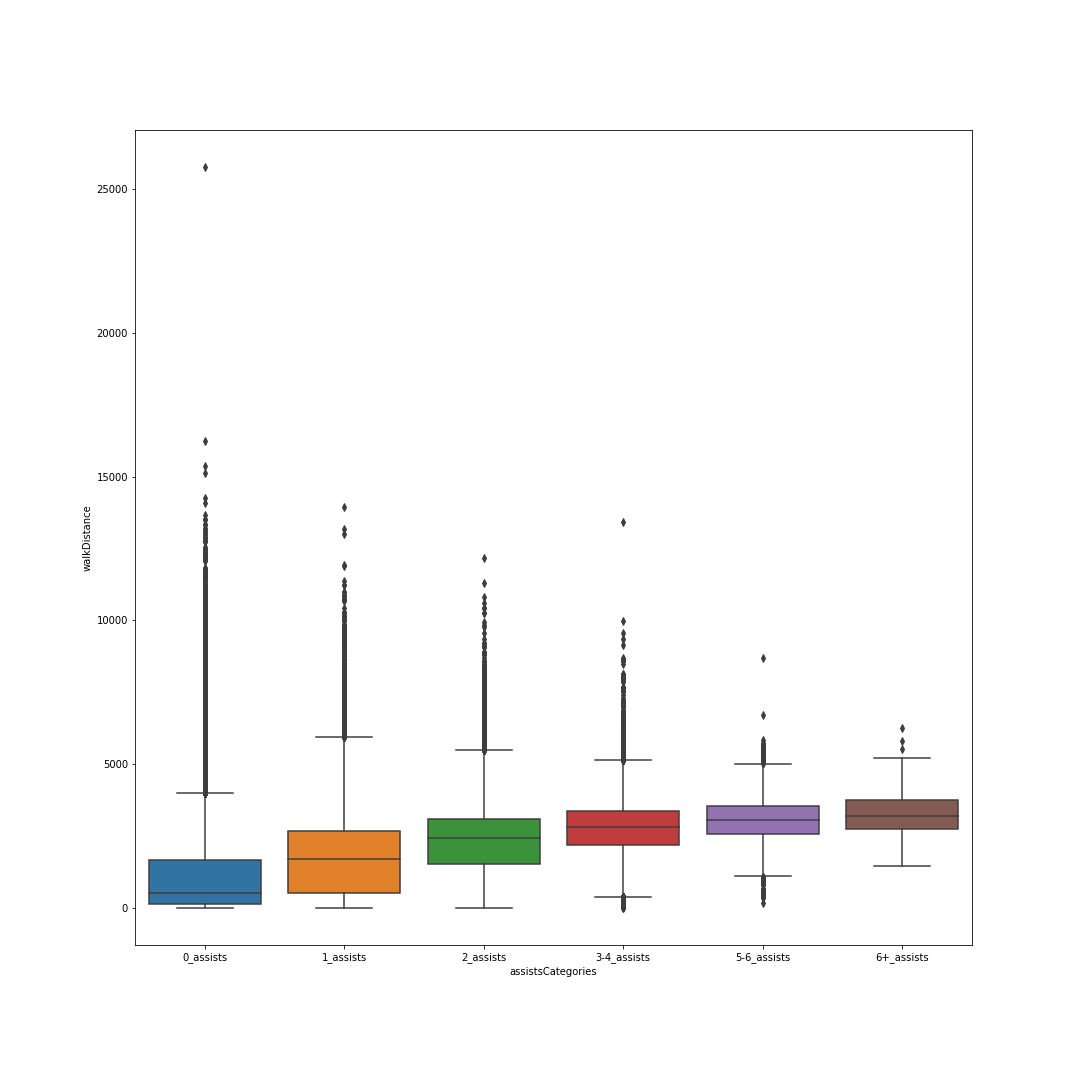 25000
20000
15000
10000
5000
0
walkDistance
0_assists 1_assists 2_assists 3-4_assists 5-6_assists 6+_assists
assistsCategories